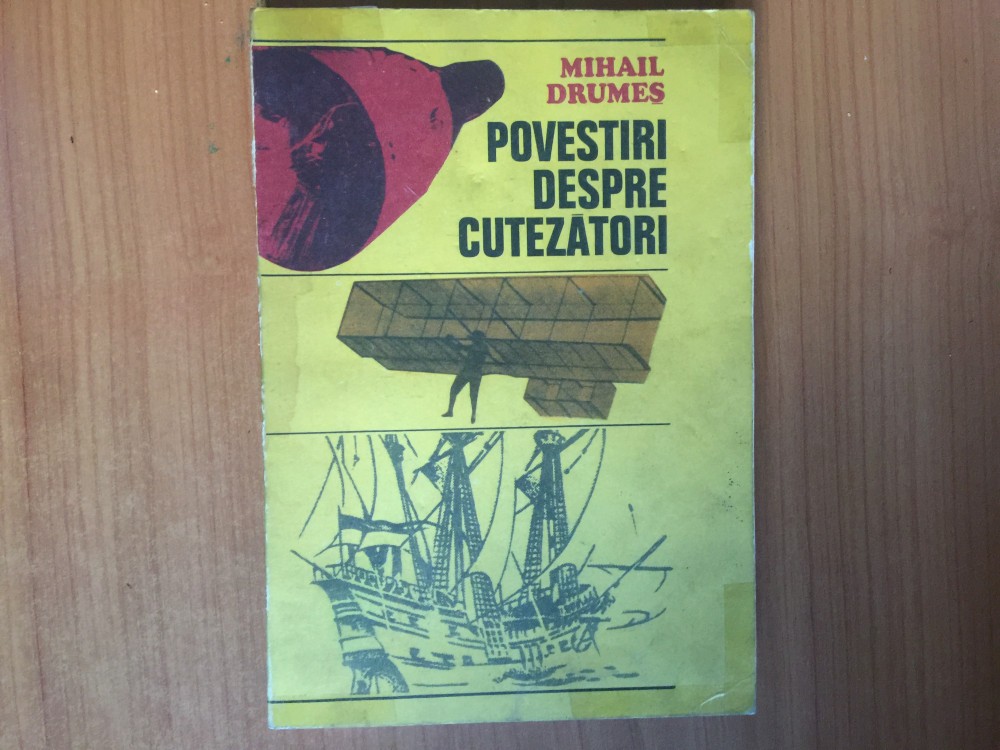 MIHAIL
DRUMEȘ
POVESTIRI
DESPRE
CUTEZĂTORI